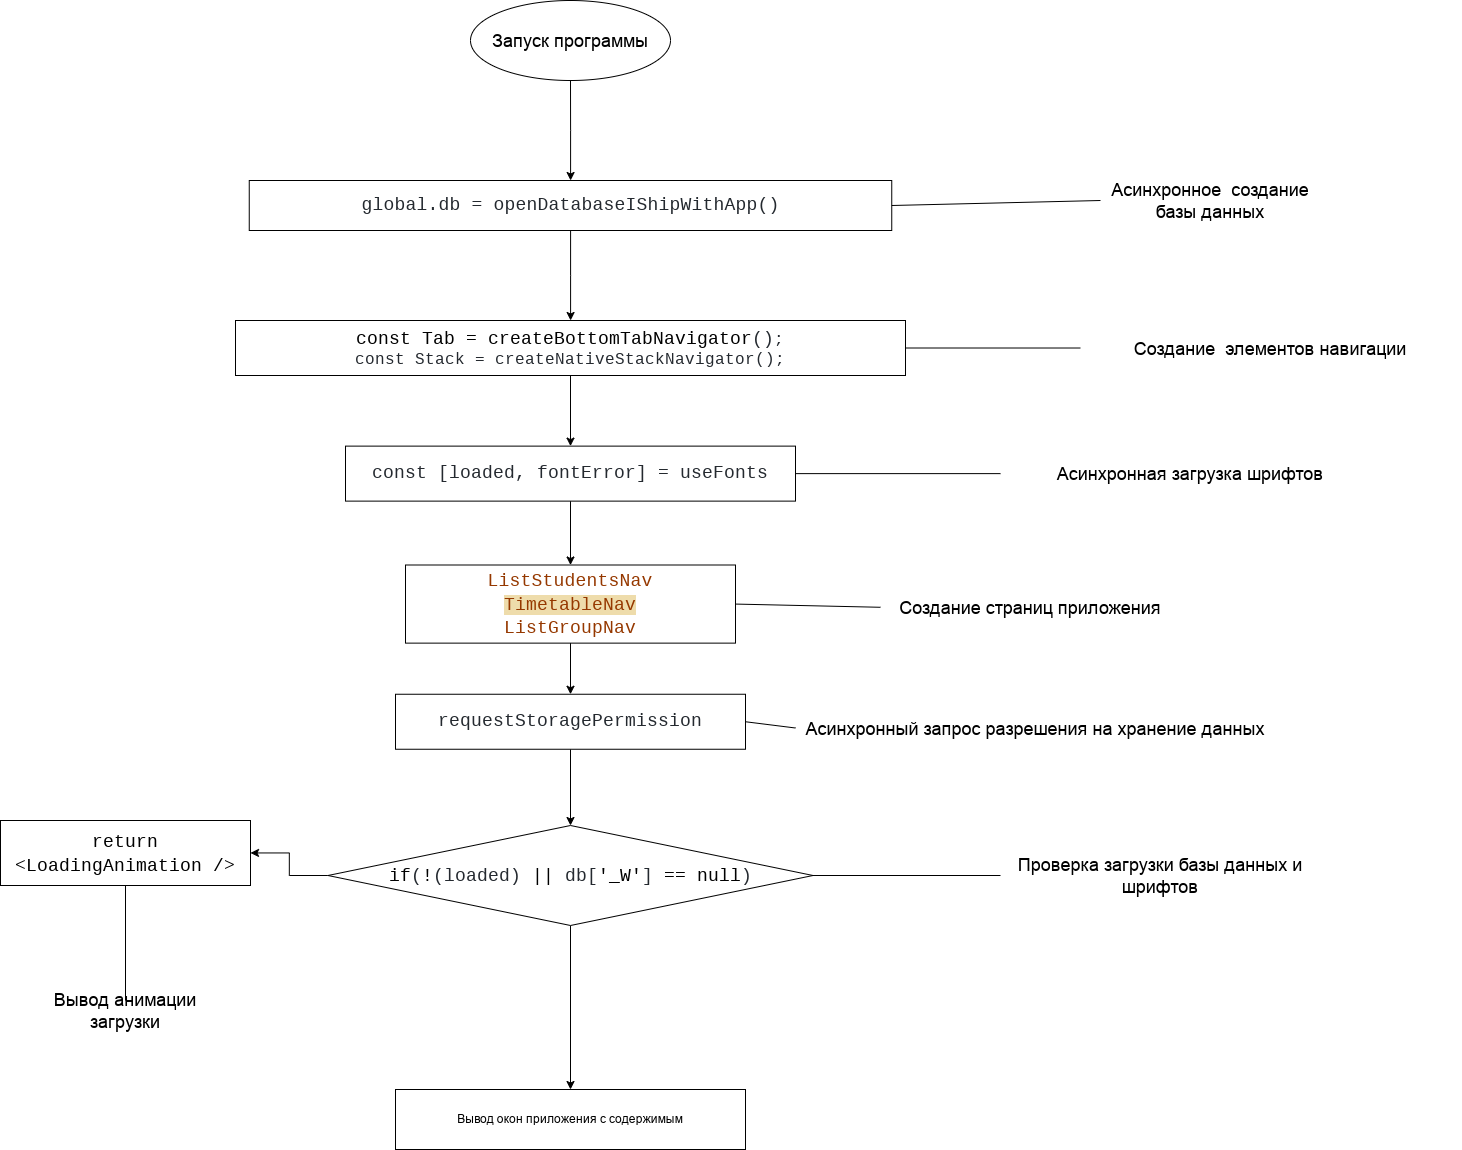 Запуск программы
global.db = openDatabaseIShipWithApp()
Асинхронное  создание
базы данных
const Tab = createBottomTabNavigator();
const Stack = createNativeStackNavigator();
Создание  элементов навигации
const [loaded, fontError] = useFonts
Асинхронная загрузка шрифтов
ListStudentsNav
TimetableNav
ListGroupNav
Создание страниц приложения
requestStoragePermission
Асинхронный запрос разрешения на хранение данных
return
<LoadingAnimation />
if(!(loaded) || db['_W'] == null)
Проверка загрузки базы данных и
шрифтов
Вывод анимации
загрузки
Вывод окон приложения с содержимым